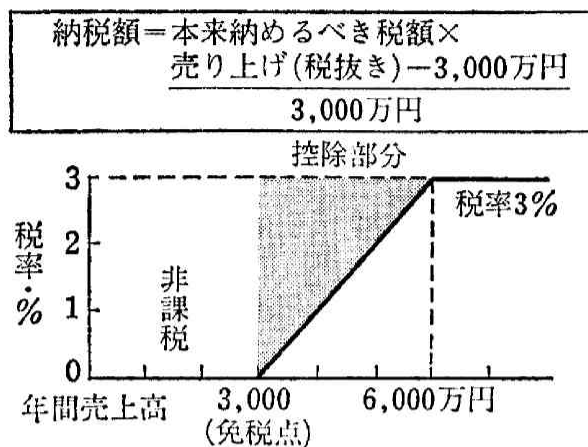 納税額＝本来納めるべき税額×
売り上げ(税抜き)－3,000万円
3,000万円
控除部分
3
税率3%
2
1
0
税率・%
非課税
年間売上高
3,000
6,000万円
(免税点)